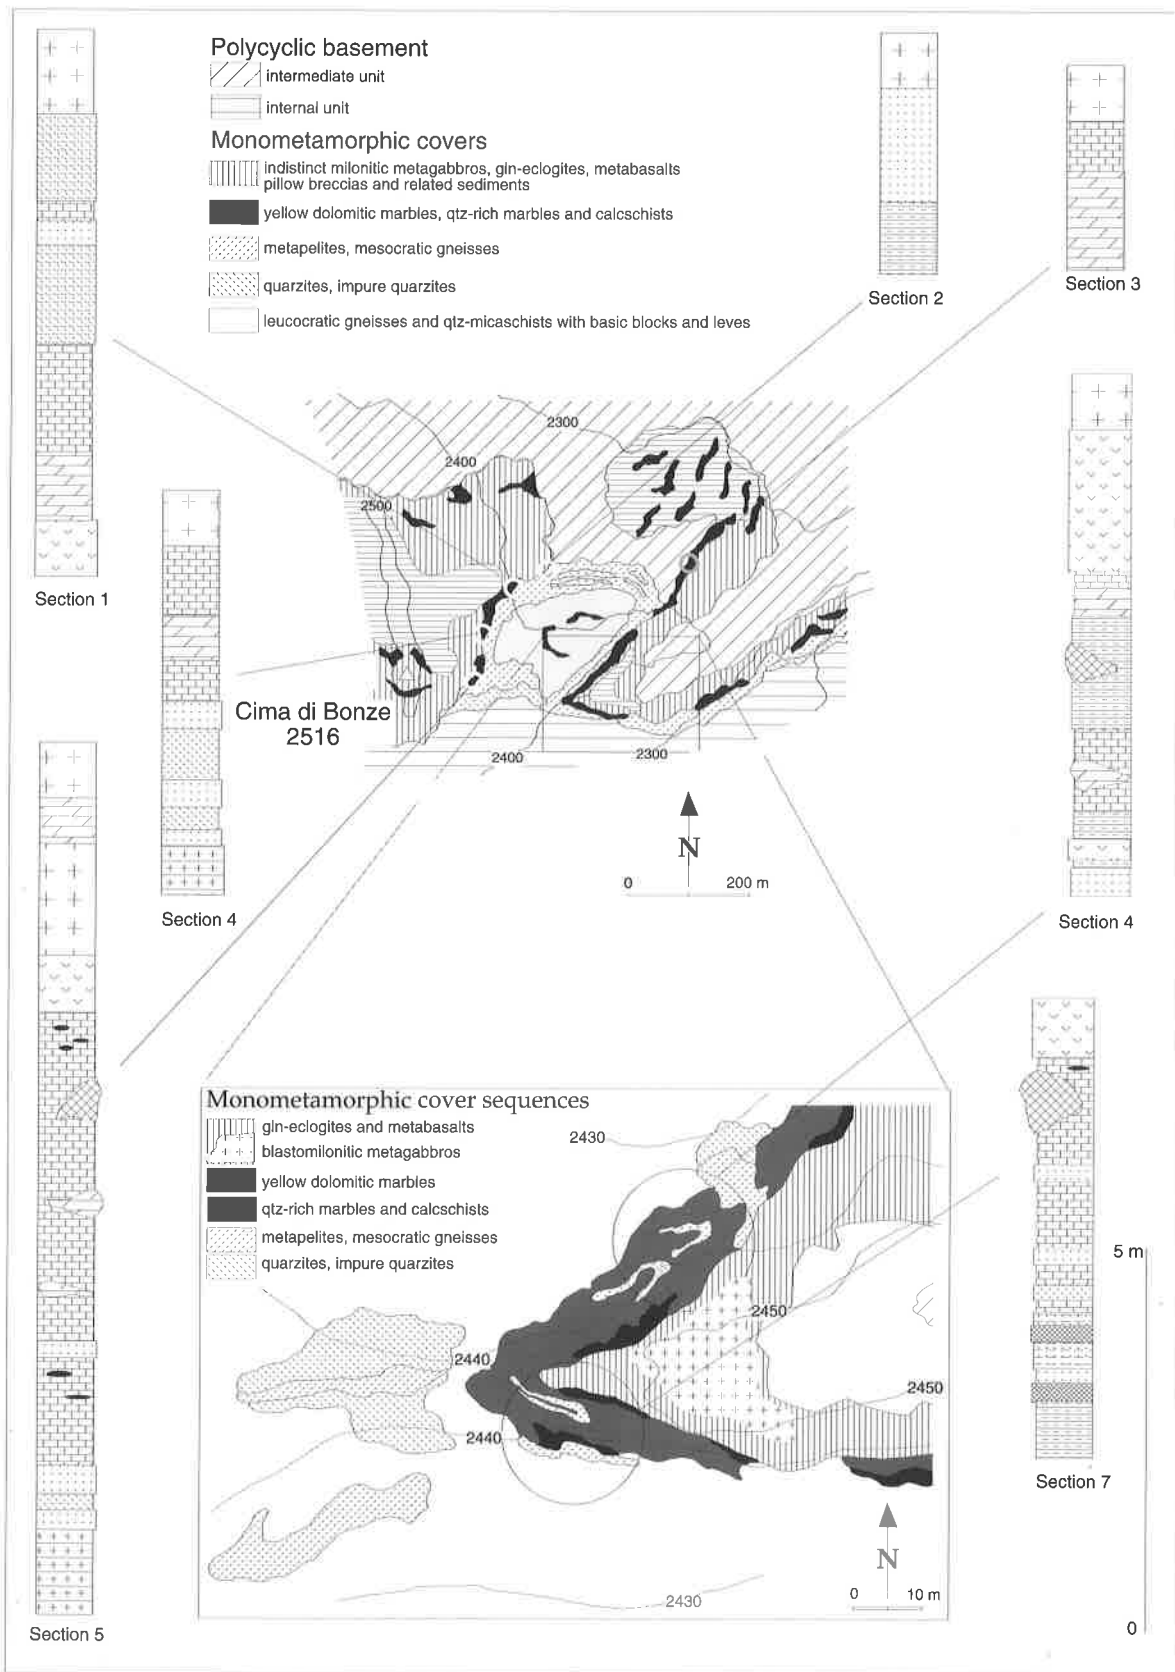 Polycyclic basement
intermediate unit
internal unit
Monometamorphic covers
indistinct milonitic metagabbros, gln-eclogites, metabasalts
pillow breccias and related sediments
yellow dolomitic marbles, qtz-rich marbles and calcschists
metapelites, mesocratic gneisses
quarzites, impure quarzites
leucocratic gneisses and qtz-micaschists with basic blocks and leves
Section 2
Section 3
2300
2400
2500
Section 1
Cima di Bonze
2516
2400
2300
N
0 200 m
Section 4
Section 4
Monometamorphic cover sequences
gln-eclogites and metabasalts
blastomilonitic metagabbros
yellow dolomitic marbles
qtz-rich marbles and calcschists
metapelites, mesocratic gneisses
quarzites, impure quarzites
2430
2450
2440
2450
2440
N
0 10 m
2430
Section 7
5 m
0
Section 5